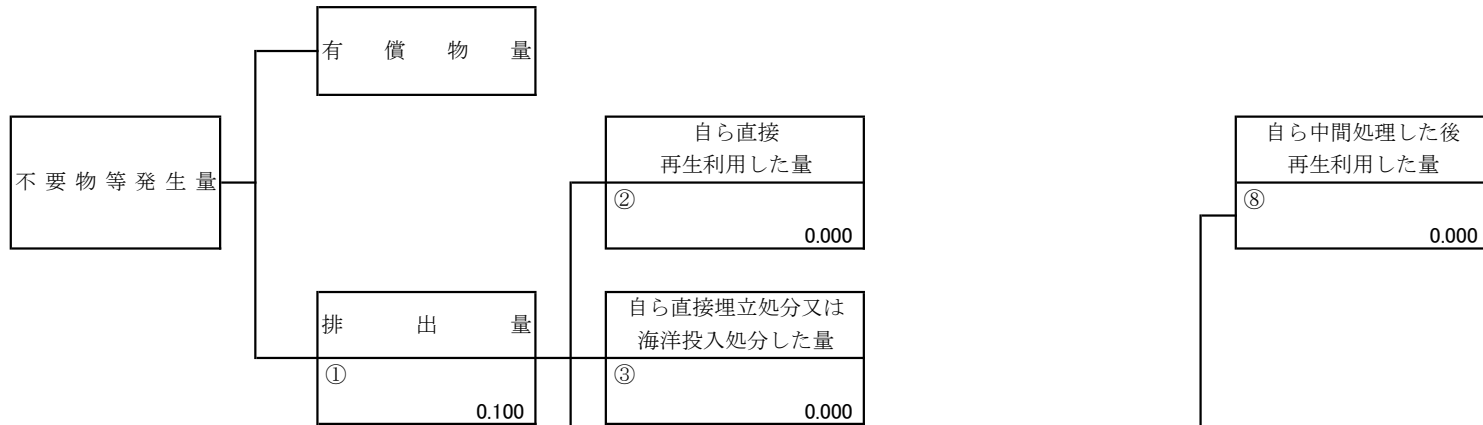 有償物量
不要物等発生量
自ら直接
再生利用した量
②
0.000
自ら中間処理した後
再生利用した量
⑧
0.000
排出量
①
0.100
自ら直接埋立処分又は
海洋投入処分した量
③
0.000